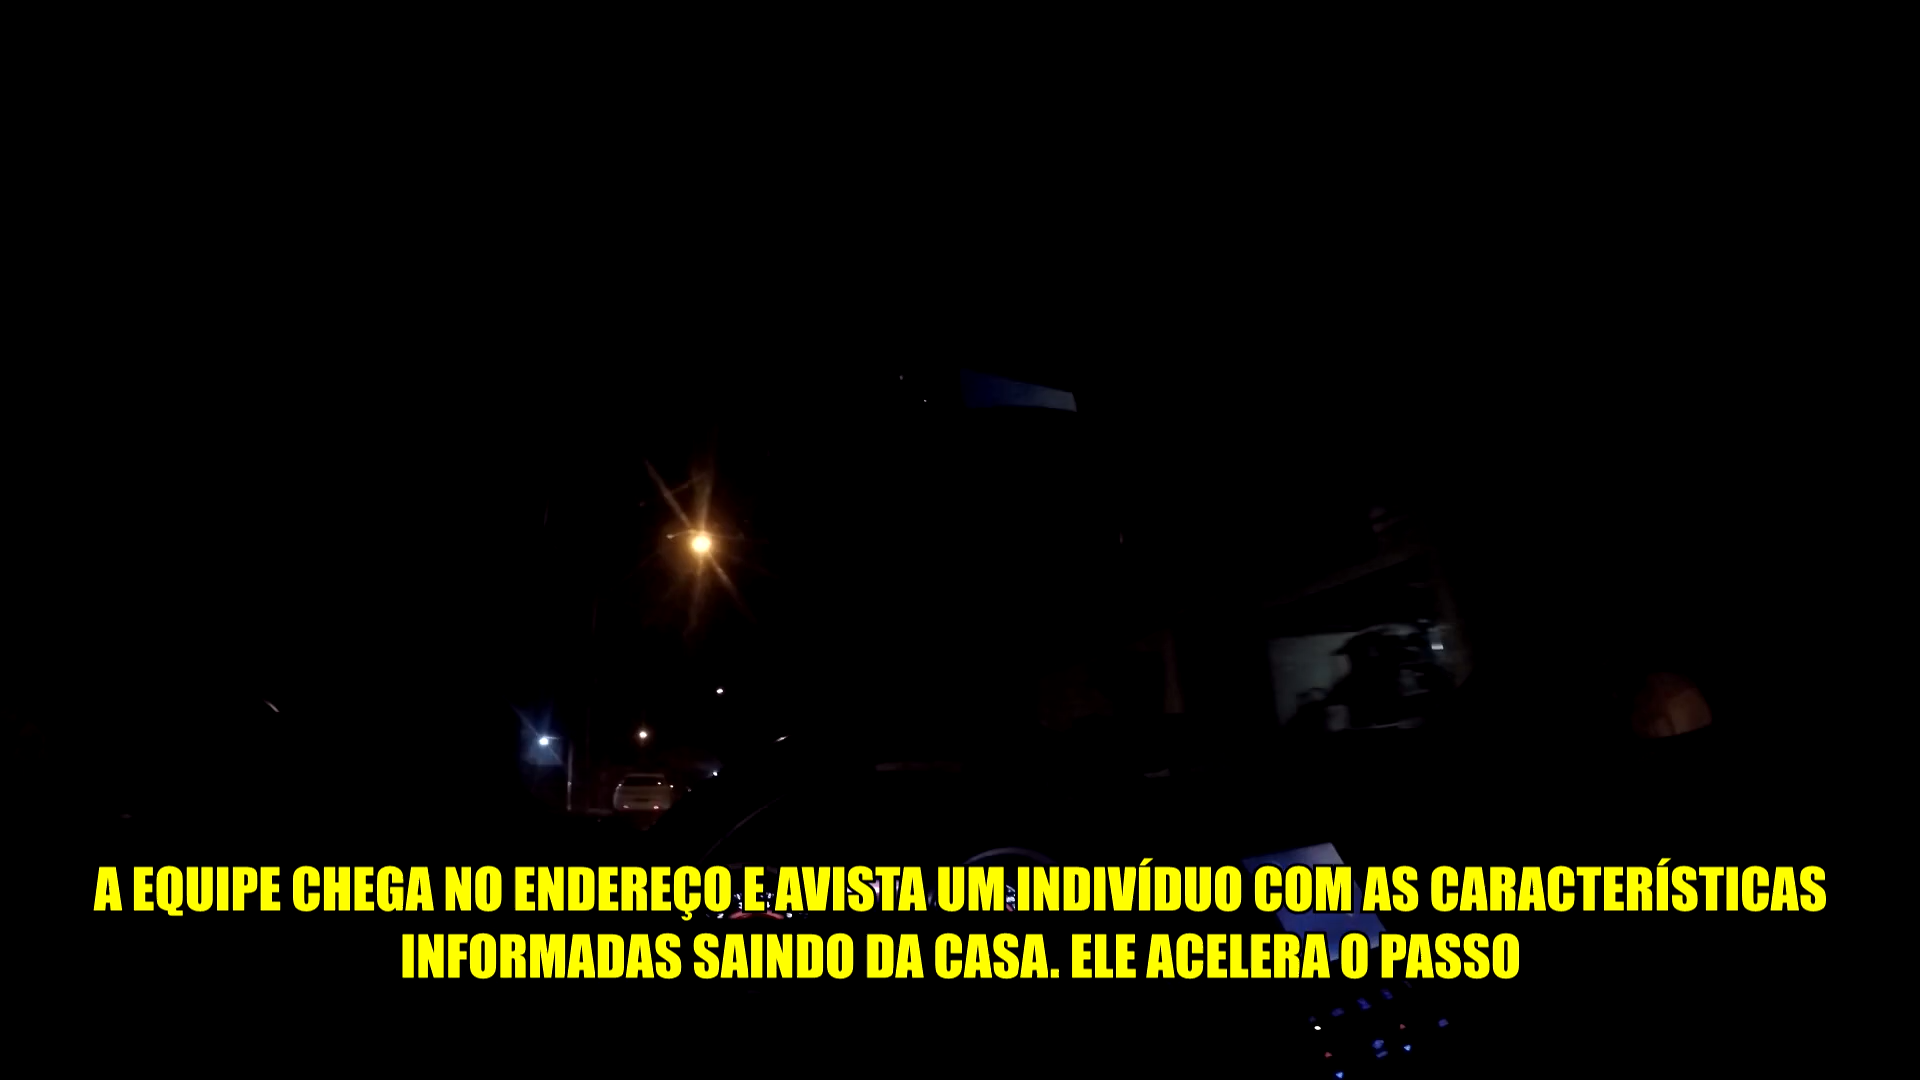 A EQUIPE CHEGA NO ENDEREÇO E AVISTA UM INDIVÍDUO COM AS CARACTERÍSTICAS
INFORMADAS SAINDO DA CASA. ELE ACELERA O PASSO